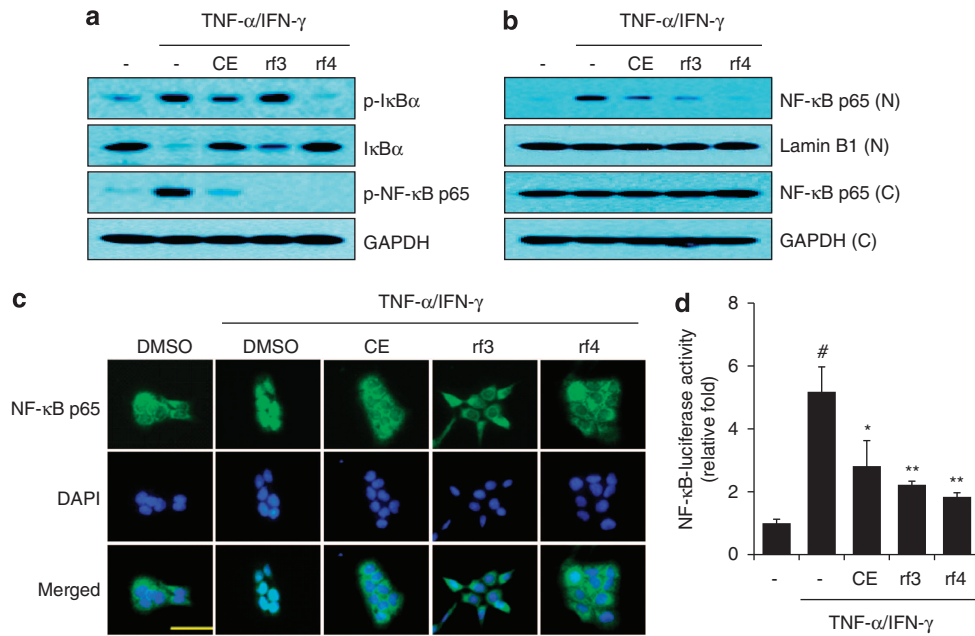 a
TNF-α/IFN-γ
- - CE rf3 rf4
p-IκBα
IκBα
p-NF-κB p65
GAPDH
b
TNF-α/IFN-γ
- - CE rf3 rf4
NF-κB p65 (N)
Lamin B1 (N)
NF-κB p65 (C)
GAPDH (C)
c
TNF-α/IFN-γ
DMSO DMSO CE rf3 rf4
NF-κB p65
DAPI
Merged
d
NF-κB-luciferase activity
(relative fold)
8
6
4
2
0
#
*
**
**
- - CE rf3 rf4
TNF-α/IFN-γ